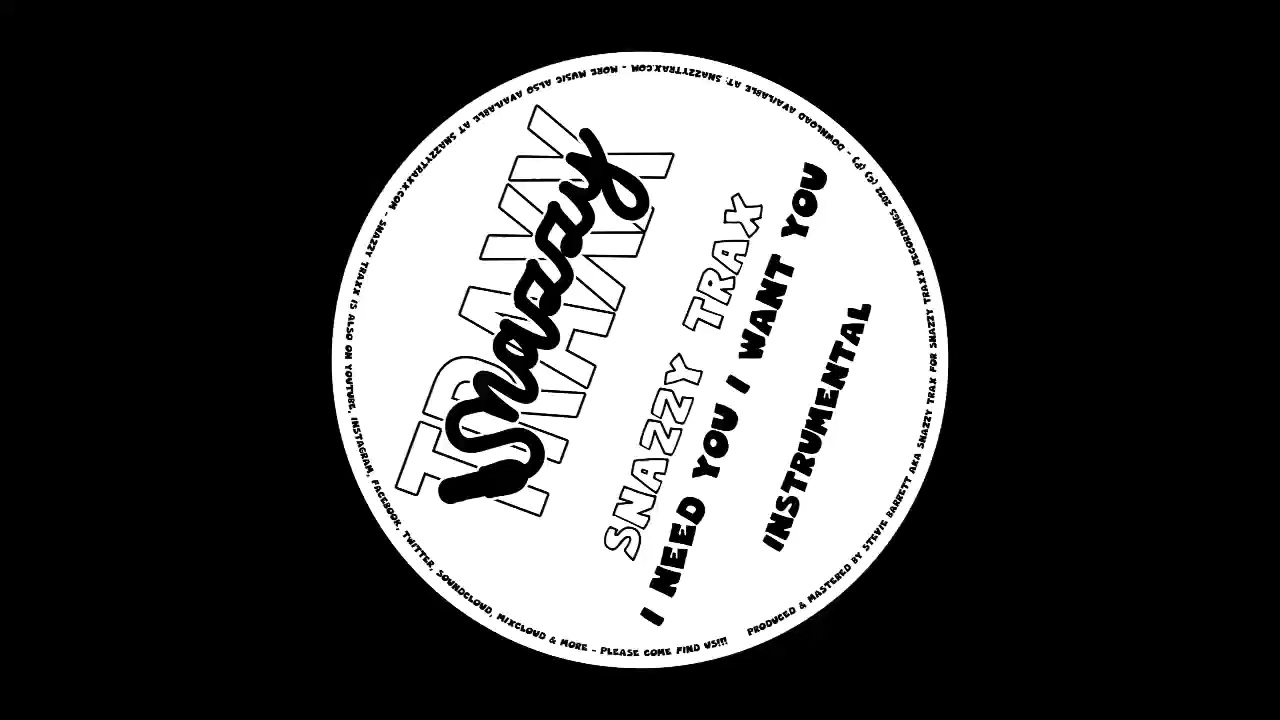 TRAXX
Snazzy
SNAZZY TRAX
I NEED YOU I WANT YOU
INSTRUMENTAL
PRODUCED & MASTERED BY STEVIE BARRETT AKA SNAZZY TRAX FOR SNAZZY TRAXX RECORDINGS 2022 (C) (P) - DOWNLOAD AVAILABLE AT: SNAZZYTRAX.COM - MORE MUSIC ALSO AVAILABLE AT SNAZZYTRAXX.COM - SNAZZY TRAXX IS ALSO ON YOUTUBE, INSTAGRAM, FACEBOOK, TWITTER, SOUNDCLOUD, MIXCLOUD & MORE - PLEASE COME FIND US!!!